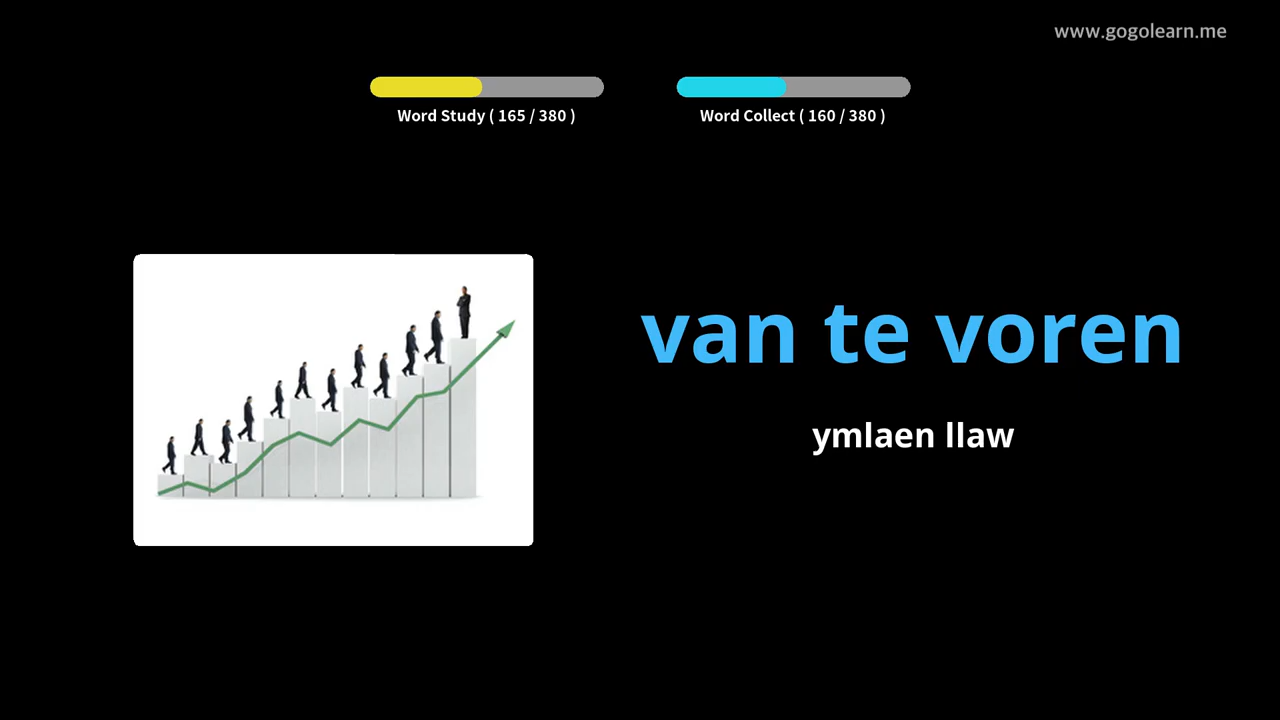 www.gogolearn.me
Word Study ( 165 / 380 )
Word Collect ( 160 / 380 )
van te voren
ymlaen llaw